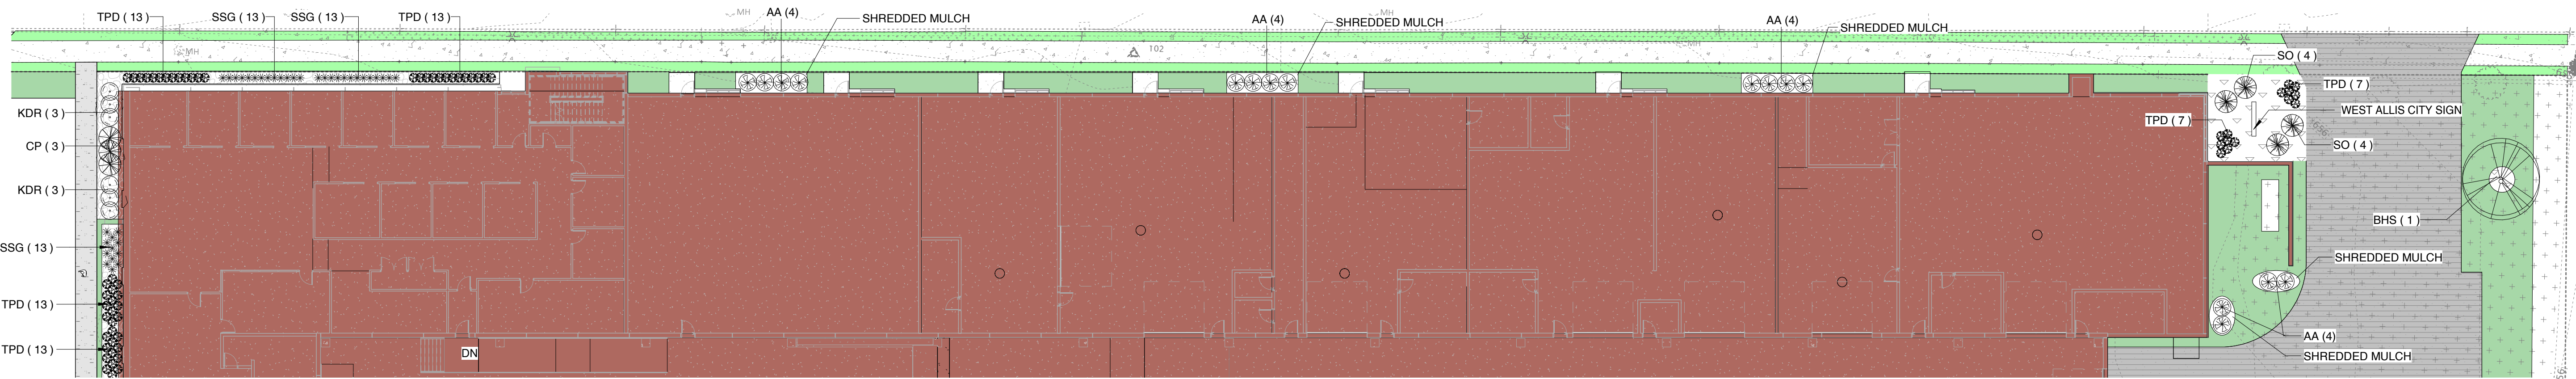 TPD ( 13 )
SSG ( 13 )
SSG ( 13 )
TPD ( 13 )
MH
AA (4)
SHREDDED MULCH
AA (4)
SHREDDED MULCH
MH
AA (4)
SHREDDED MULCH
MH
102
MH
SO ( 4 )
TPD ( 7 )
WEST ALLIS CITY SIGN
TPD ( 7 )
SO ( 4 )
KDR ( 3 )
CP ( 3 )
KDR ( 3 )
BHS ( 1 )
SSG ( 13 )
SHREDDED MULCH
TPD ( 13 )
AA (4)
TPD ( 13 )
DN
SHREDDED MULCH